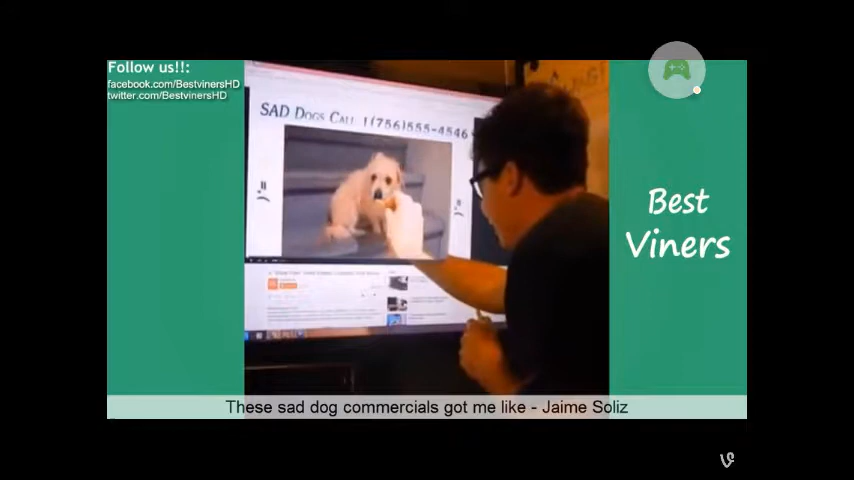 Follow us!!:
facebook.com/BestvinersHD
twitter.com/BestvinersHD
SAD DOGS CALL 1(756)555-4546
Best
Viners
These sad dog commercials got me like - Jaime Soliz